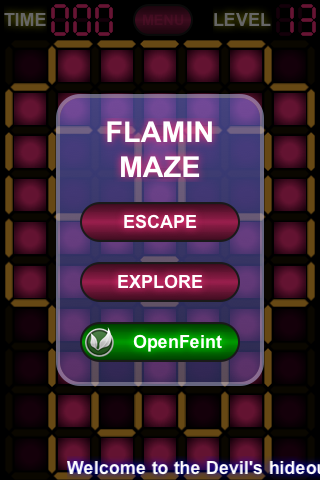 TIME 000 MENU LEVEL 13
FLAMIN
MAZE
ESCAPE
EXPLORE
OpenFeint
Welcome to the Devil's hideou